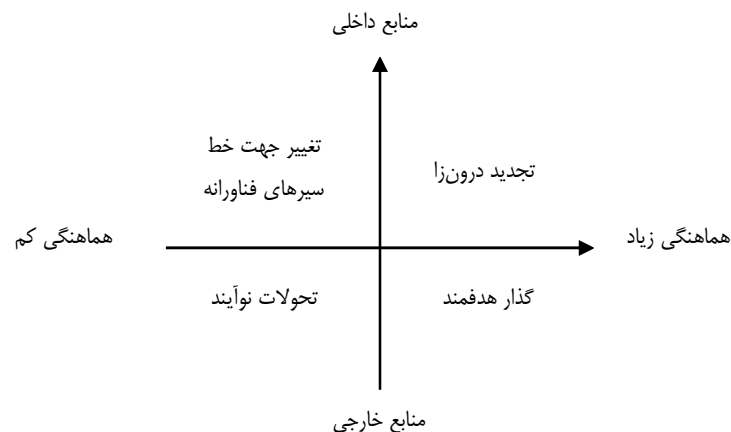 منابع داخلی
تغییر جهت خط
سیرهای فناورانه
تجدید درون‌زا
هماهنگی زیاد
هماهنگی کم
گذار هدفمند
تحولات نوآیند
منابع خارجی